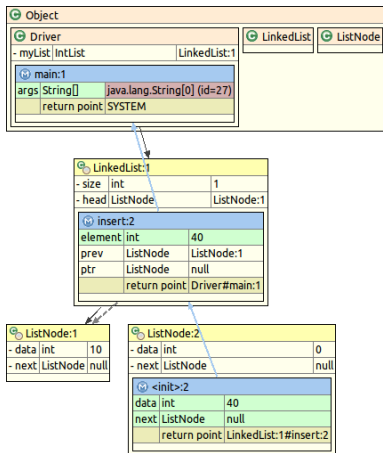 Object
Driver
LinkedList
ListNode
- myList IntList LinkedList:1
main:1
args String[] java.lang.String[0] (id=27)
return point SYSTEM
LinkedList:1
- size int 1
- head ListNode ListNode:1
insert:2
element int 40
prev ListNode ListNode:1
ptr ListNode null
return point Driver#main:1
ListNode:1
- data int 10
- next ListNode null
ListNode:2
- data int 0
- next ListNode null
<init>:2
data int 40
next ListNode null
return point LinkedList:1#insert:2